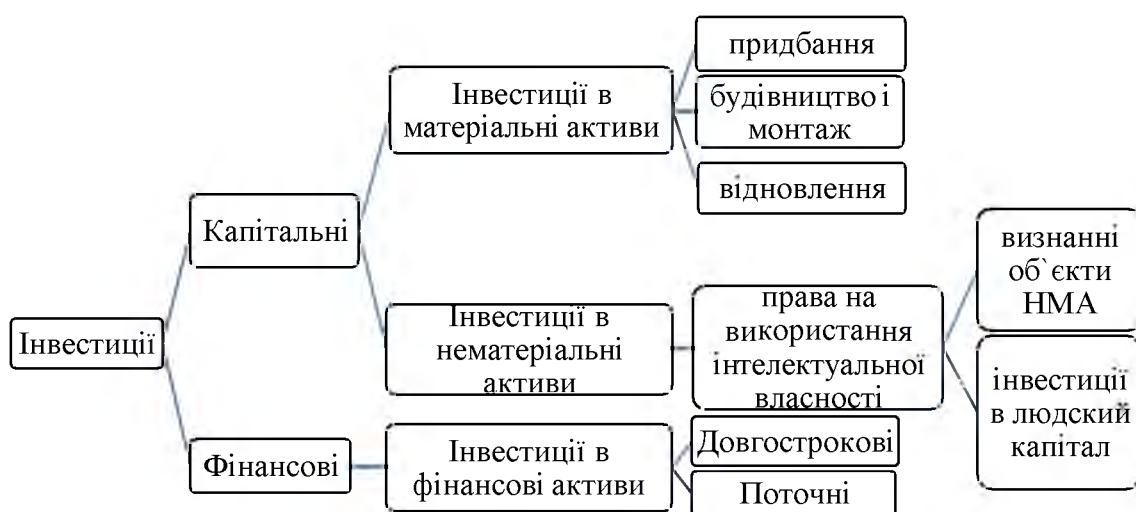 Інвестиції
Капітальні
Інвестиції в
матеріальні активи
придбання
будівництво і
монтаж
відновлення
Інвестиції в
нематеріальні
активи
права на
використання
інтелектуальної
власності
визнанні
об`єкти
НМА
інвестиції
в людский
капітал
Фінансові
Інвестиції в
фінансові активи
Довгострокові
Поточні